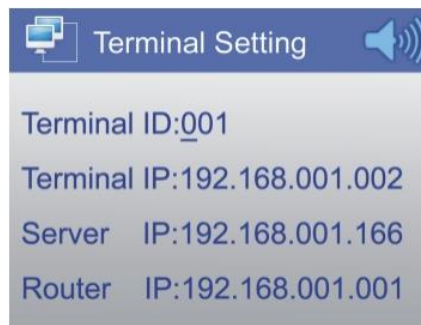 Terminal Setting
Terminal ID:001
Terminal IP:192.168.001.002
Server IP:192.168.001.166
Router IP:192.168.001.001